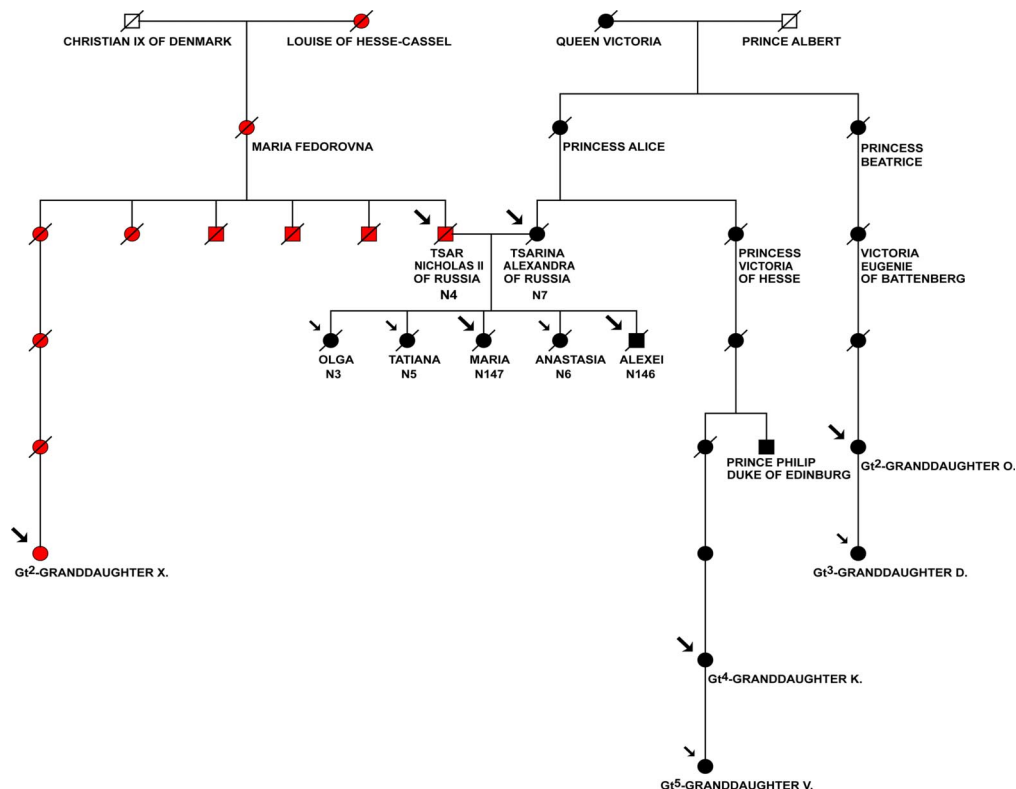 CHRISTIAN IX OF DENMARK
LOUISE OF HESSE-CASSEL
QUEEN VICTORIA
PRINCE ALBERT
MARIA FEDOROVNA
PRINCESS ALICE
PRINCESS
BEATRICE
TSAR
NICHOLAS II
OF RUSSIA
N4
TSARINA
ALEXANDRA
OF RUSSIA
N7
PRINCESS
VICTORIA
OF HESSE
VICTORIA
EUGENIE
OF BATTENBERG
OLGA
N3
TATIANA
N5
MARIA
N147
ANASTASIA
N6
ALEXEI
N146
PRINCE PHILIP
DUKE OF EDINBURG
Gt²-GRANDDAUGHTER O.
Gt²-GRANDDAUGHTER X.
Gt³-GRANDDAUGHTER D.
Gt⁴-GRANDDAUGHTER K.
Gt⁵-GRANDDAUGHTER V.